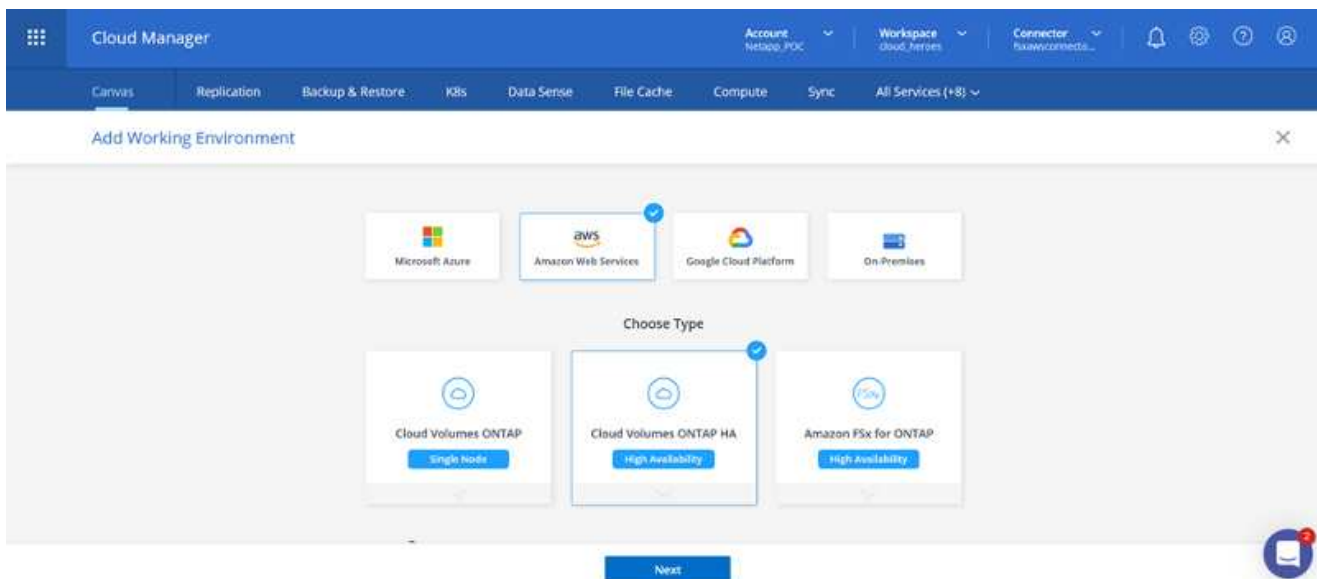 Cloud Manager
Account
Netapp_POC
Workspace
cloud_heroes
Connector
Canvas
Replication
Backup & Restore
K8s
Data Sense
File Cache
Compute
Sync
All Services (+8)
Add Working Environment
Microsoft Azure
aws
Amazon Web Services
Google Cloud Platform
On-Premises
Choose Type
Cloud Volumes ONTAP
Single Node
Cloud Volumes ONTAP HA
High Availability
FSxN
Amazon FSx for ONTAP
High Availability
Next
2